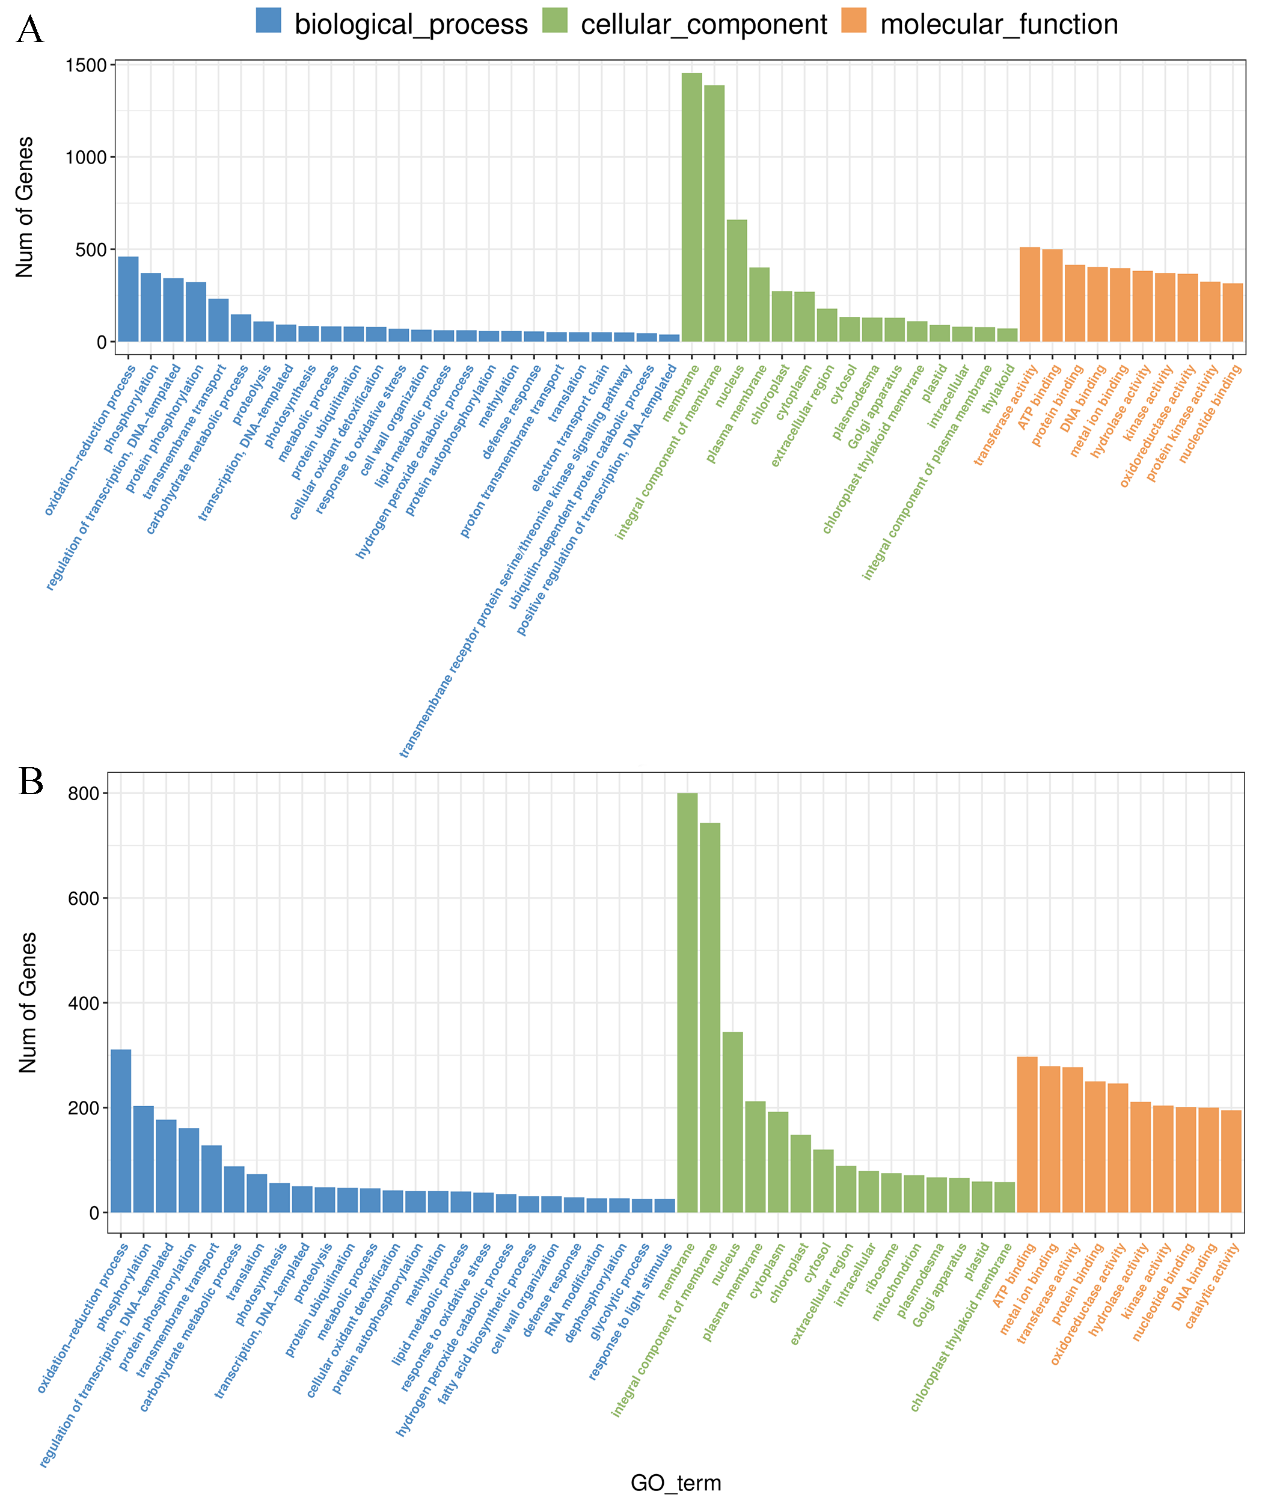 A
biological_process cellular_component molecular_function
Num of Genes
1500
1000
500
0
oxidation−reduction process
phosphorylation
regulation of transcription, DNA−templated
protein phosphorylation
transmembrane transport
carbohydrate metabolic process
proteolysis
transcription, DNA−templated
photosynthesis
metabolic process
protein ubiquitination
cellular oxidant detoxification
response to oxidative stress
cell wall organization
lipid metabolic process
hydrogen peroxide catabolic process
protein autophosphorylation
methylation
defense response
proton transmembrane transport
translation
electron transport chain
transmembrane receptor protein serine/threonine kinase signaling pathway
ubiquitin−dependent protein catabolic process
positive regulation of transcription, DNA−templated
membrane
integral component of membrane
nucleus
plasma membrane
chloroplast
cytoplasm
extracellular region
cytosol
plasmodesma
Golgi apparatus
chloroplast thylakoid membrane
plastid
intracellular
integral component of plasma membrane
thylakoid
transferase activity
ATP binding
protein binding
DNA binding
metal ion binding
hydrolase activity
kinase activity
oxidoreductase activity
protein kinase activity
nucleotide binding
B
Num of Genes
800
600
400
200
0
oxidation−reduction process
phosphorylation
regulation of transcription, DNA−templated
protein phosphorylation
transmembrane transport
carbohydrate metabolic process
translation
photosynthesis
transcription, DNA−templated
proteolysis
protein ubiquitination
metabolic process
cellular oxidant detoxification
protein autophosphorylation
methylation
lipid metabolic process
response to oxidative stress
hydrogen peroxide catabolic process
fatty acid biosynthetic process
cell wall organization
defense response
RNA modification
dephosphorylation
glycolytic process
response to light stimulus
membrane
integral component of membrane
nucleus
plasma membrane
cytoplasm
chloroplast
cytosol
extracellular region
intracellular
ribosome
mitochondrion
plasmodesma
Golgi apparatus
plastid
chloroplast thylakoid membrane
ATP binding
metal ion binding
transferase activity
protein binding
oxidoreductase activity
hydrolase activity
kinase activity
nucleotide binding
DNA binding
catalytic activity
GO_term